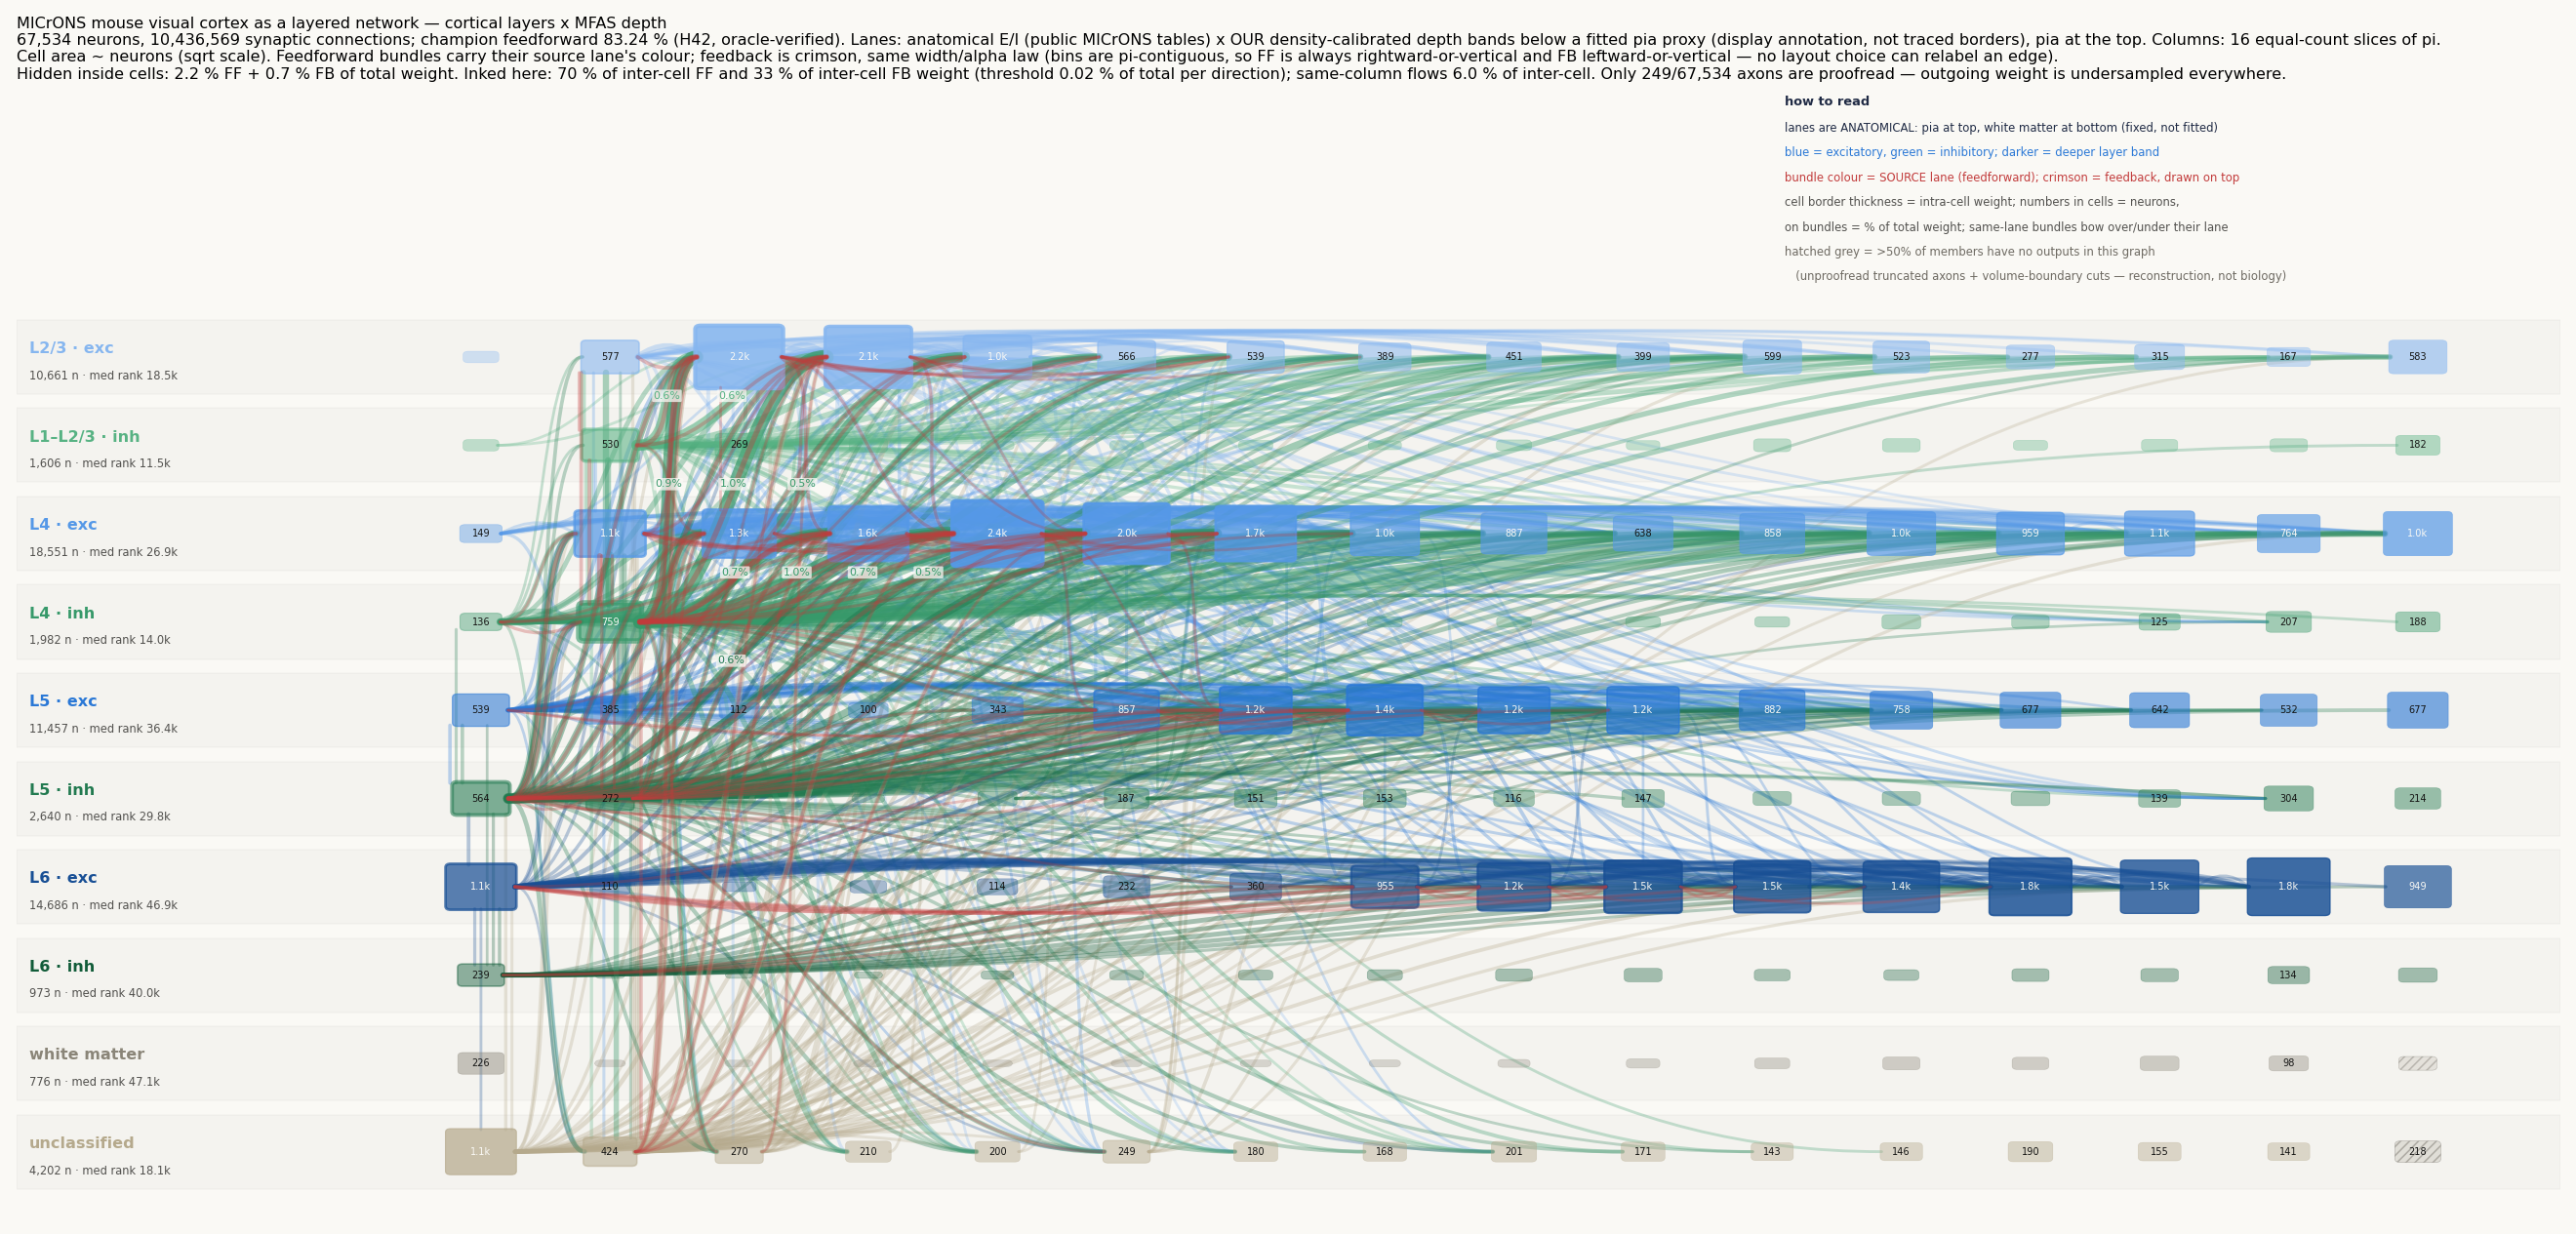 MICrONS mouse visual cortex as a layered network — cortical layers x MFAS depth
67,534 neurons, 10,436,569 synaptic connections; champion feedforward 83.24 % (H42, oracle-verified). Lanes: anatomical E/I (public MICrONS tables) x OUR density-calibrated depth bands below a fitted pia proxy (display annotation, not traced borders), pia at the top. Columns: 16 equal-count slices of pi.
Cell area ~ neurons (sqrt scale). Feedforward bundles carry their source lane's colour; feedback is crimson, same width/alpha law (bins are pi-contiguous, so FF is always rightward-or-vertical and FB leftward-or-vertical — no layout choice can relabel an edge).
Hidden inside cells: 2.2 % FF + 0.7 % FB of total weight. Inked here: 70 % of inter-cell FF and 33 % of inter-cell FB weight (threshold 0.02 % of total per direction); same-column flows 6.0 % of inter-cell. Only 249/67,534 axons are proofread — outgoing weight is undersampled everywhere.
how to read
lanes are ANATOMICAL: pia at top, white matter at bottom (fixed, not fitted)
blue = excitatory, green = inhibitory; darker = deeper layer band
bundle colour = SOURCE lane (feedforward); crimson = feedback, drawn on top
cell border thickness = intra-cell weight; numbers in cells = neurons,
on bundles = % of total weight; same-lane bundles bow over/under their lane
hatched grey = >50% of members have no outputs in this graph
(unproofread truncated axons + volume-boundary cuts — reconstruction, not biology)
L2/3 · exc
10,661 n · med rank 18.5k
577 2.2k 2.1k 1.0k 566 539 389 451 399 599 523 277 315 167 583
0.6% 0.6%
L1–L2/3 · inh
1,606 n · med rank 11.5k
530 269 182
0.9% 1.0% 0.5%
L4 · exc
18,551 n · med rank 26.9k
149 1.1k 1.3k 1.6k 2.4k 2.0k 1.7k 1.0k 887 638 858 1.0k 959 1.1k 764 1.0k
0.7% 1.0% 0.7% 0.5%
L4 · inh
1,982 n · med rank 14.0k
136 759 125 207 188
0.6%
L5 · exc
11,457 n · med rank 36.4k
539 385 112 100 343 857 1.2k 1.4k 1.2k 1.2k 882 758 677 642 532 677
L5 · inh
2,640 n · med rank 29.8k
564 272 187 151 153 116 147 139 304 214
L6 · exc
14,686 n · med rank 46.9k
1.1k 110 114 232 360 955 1.2k 1.5k 1.5k 1.4k 1.8k 1.5k 1.8k 949
L6 · inh
973 n · med rank 40.0k
239 134
white matter
776 n · med rank 47.1k
226 98
unclassified
4,202 n · med rank 18.1k
1.1k 424 270 210 200 249 180 168 201 171 143 146 190 155 141 218